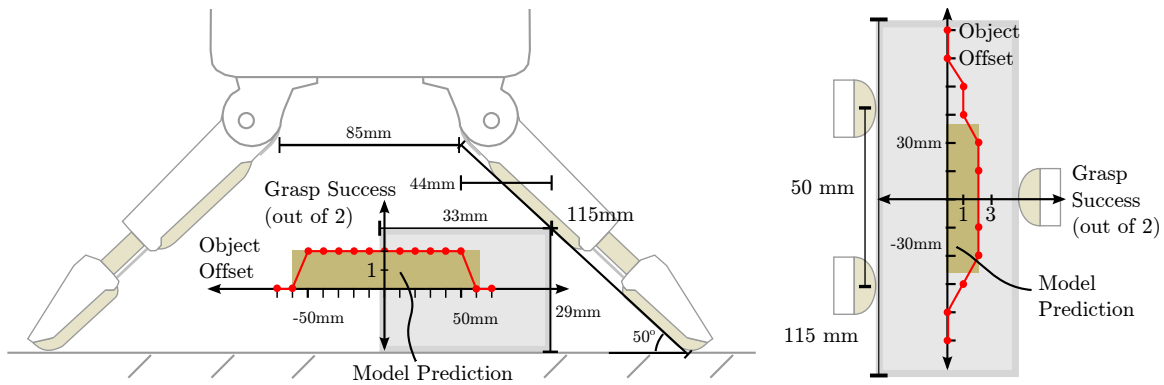 85mm
44mm
Grasp Success
(out of 2)
33mm
115mm
Object
Offset
1
-50mm
50mm
29mm
50°
Model Prediction
Object
Offset
30mm
50 mm
1 3
Grasp
Success
(out of 2)
-30mm
Model
Prediction
115 mm